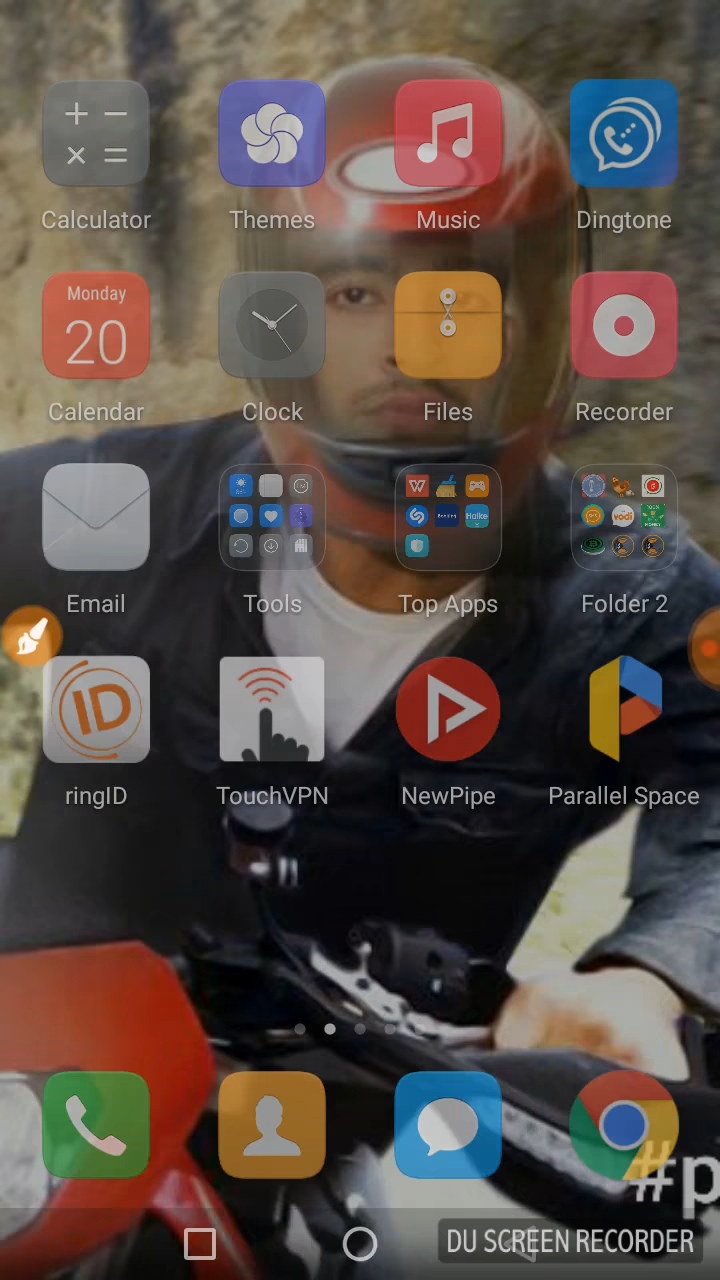 Calculator
Themes
Music
Dingtone
Monday
20
Calendar
Clock
Files
Recorder
Email
Tools
Top Apps
Folder 2
ID
ringID
TouchVPN
NewPipe
Parallel Space
#p
DU SCREEN RECORDER